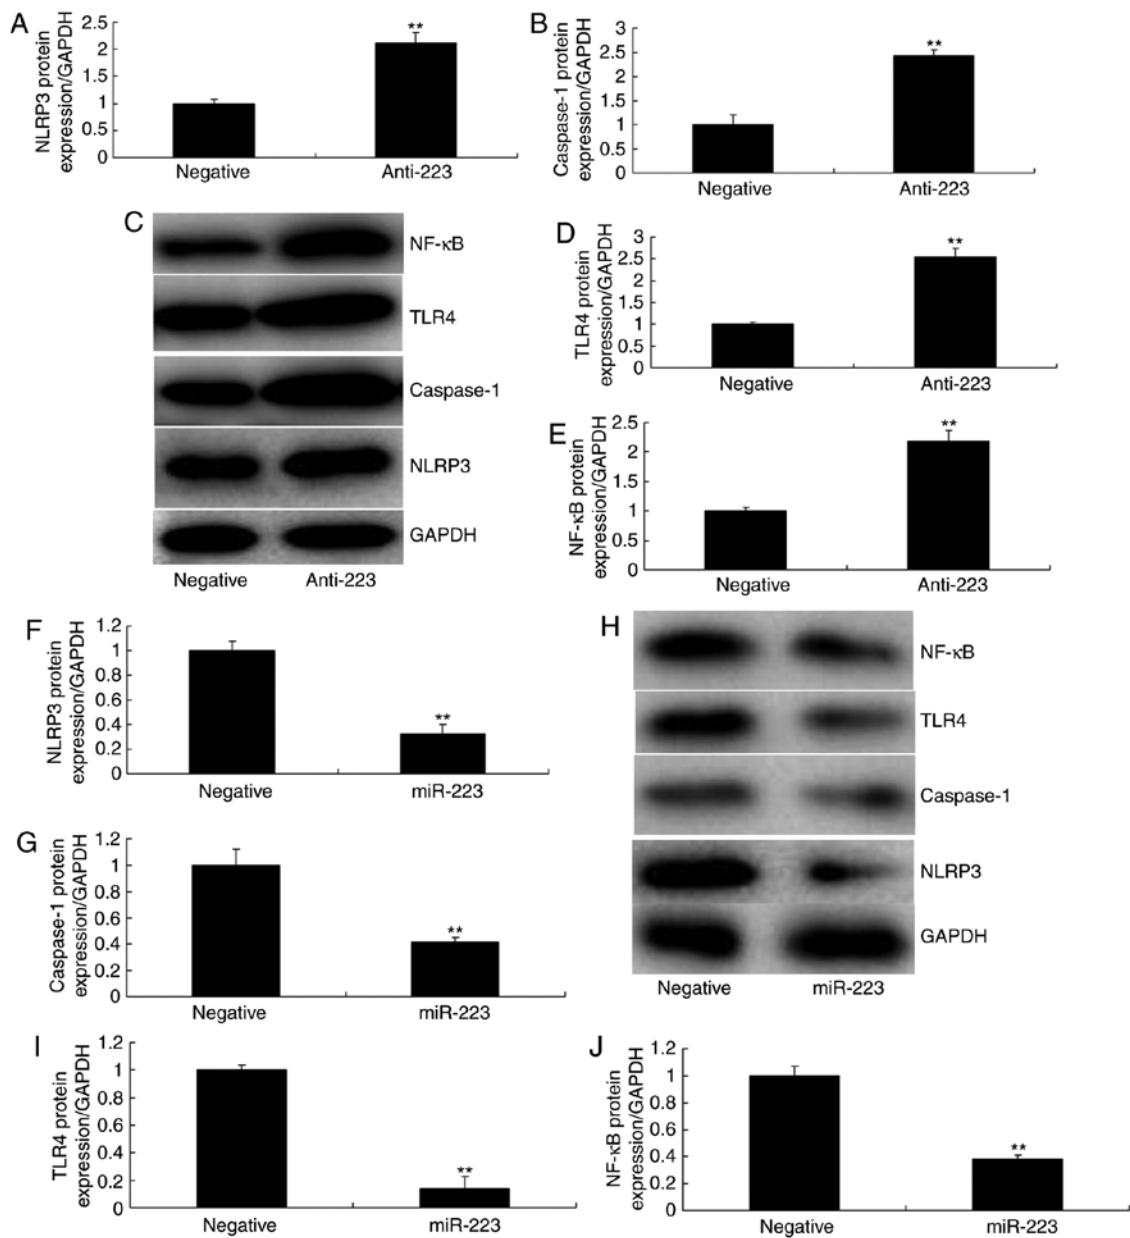 A
NLRP3 protein
expression/GAPDH
2.5
2
1.5
1
0.5
0
**
Negative
Anti-223
B
Caspase-1 protein
expression/GAPDH
3
2.5
2
1.5
1
0.5
0
**
Negative
Anti-223
C
NF-κB
TLR4
Caspase-1
NLRP3
GAPDH
Negative
Anti-223
D
TLR4 protein
expression/GAPDH
3
2.5
2
1.5
1
0.5
0
**
Negative
Anti-223
E
NF-κB protein
expression/GAPDH
2.5
2
1.5
1
0.5
0
**
Negative
Anti-223
F
NLRP3 protein
expression/GAPDH
1.2
1
0.8
0.6
0.4
0.2
0
**
Negative
miR-223
G
Caspase-1 protein
expression/GAPDH
1.2
1
0.8
0.6
0.4
0.2
0
**
Negative
miR-223
H
NF-κB
TLR4
Caspase-1
NLRP3
GAPDH
Negative
miR-223
I
TLR4 protein
expression/GAPDH
1.2
1
0.8
0.6
0.4
0.2
0
**
Negative
miR-223
J
NF-κB protein
expression/GAPDH
1.2
1
0.8
0.6
0.4
0.2
0
**
Negative
miR-223